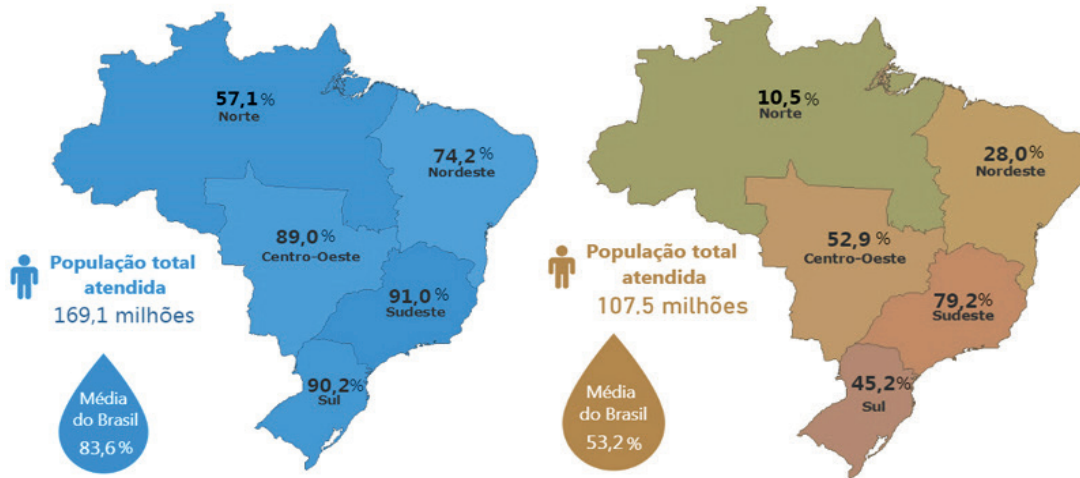 57,1%
Norte
74,2%
Nordeste
89,0%
Centro-Oeste
91,0%
Sudeste
90,2%
Sul
População total
atendida
169,1 milhões
Média
do Brasil
83,6%
10,5 %
Norte
28,0%
Nordeste
52,9 %
Centro-Oeste
79,2%
Sudeste
45,2%
Sul
População total
atendida
107,5 milhões
Média
do Brasil
53,2 %